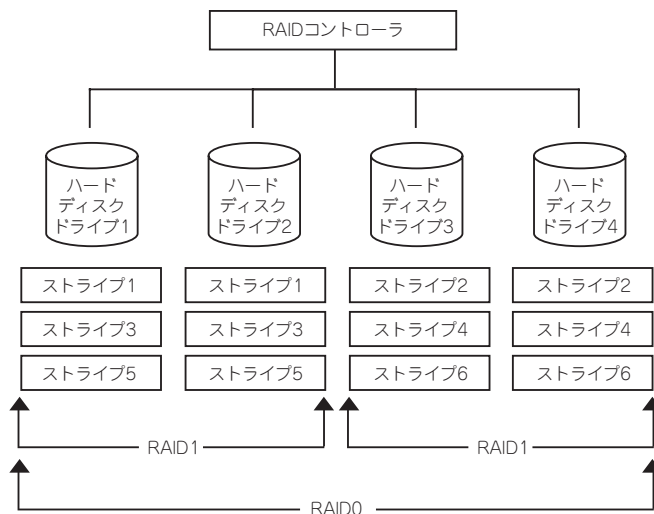 RAIDコントローラ
ハード
ディスク
ドライブ1
ハード
ディスク
ドライブ2
ハード
ディスク
ドライブ3
ハード
ディスク
ドライブ4
ストライプ1
ストライプ1
ストライプ2
ストライプ2
ストライプ3
ストライプ3
ストライプ4
ストライプ4
ストライプ5
ストライプ5
ストライプ6
ストライプ6
RAID1
RAID1
RAID0